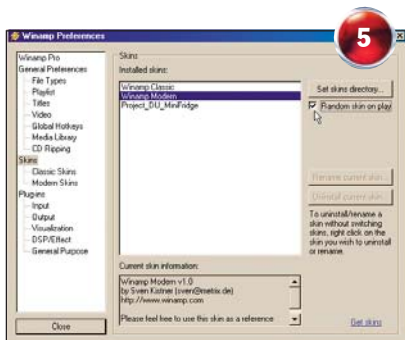 Winamp Preferences
5
Winamp Pro
General Preferences
File Types
Playlist
Titles
Video
Global Hotkeys
Media Library
CD Ripping
Skins
Classic Skins
Modern Skins
Plug-ins
Input
Output
Visualization
DSP/Effect
General Purpose
Close
Skins
Installed skins:
Winamp Classic
Winamp Modern
Project_DU_MiniFridge
Set skins directory...
Random skin on play
Rename current skin...
Uninstall current skin...
To uninstall/rename a
skin without switching
skins, right click on the
skin you wish to uninstall
or rename.
Current skin information:
Winamp Modern v1.0
by Sven Kistner (sven@metrix.de)
http://www.winamp.com
Please feel free to use this skin as a reference
Get skins